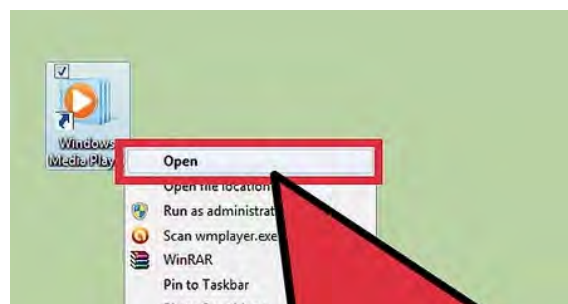 Windows
Media Play
Open
Open file location
Run as administrat
Scan wmplayer.exe
WinRAR
Pin to Taskbar